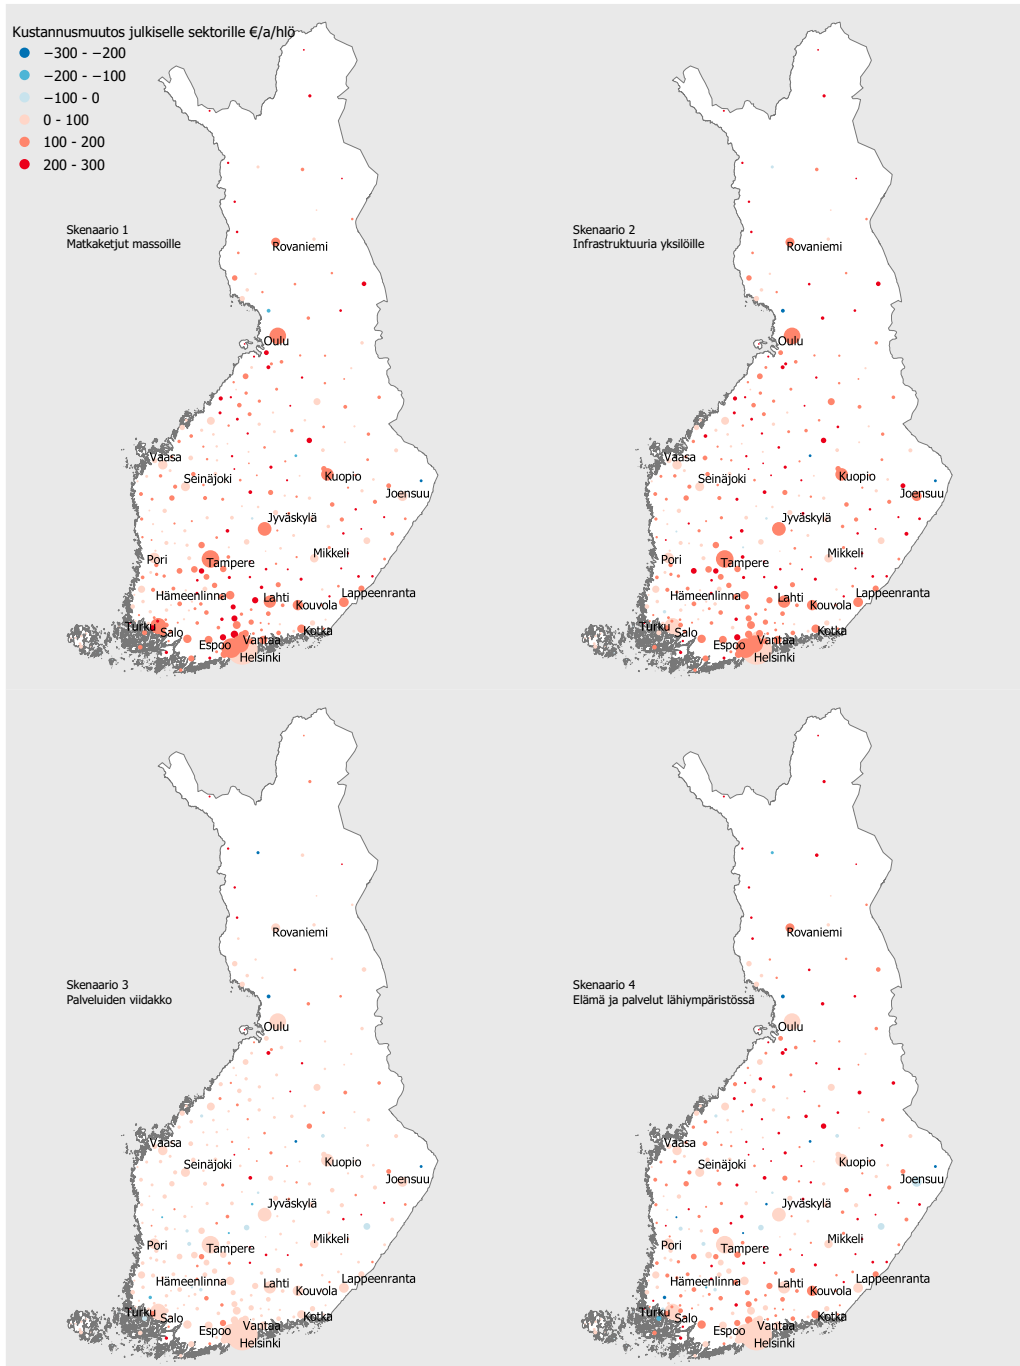 Kustannusmuutos julkiselle sektorille €/a/hlö
−300 - −200
−200 - −100
−100 - 0
0 - 100
100 - 200
200 - 300
Skenaario 1
Matkaketjut massoille
Rovaniemi
Oulu
Vaasa
Seinäjoki
Kuopio
Joensuu
Jyväskylä
Pori
Tampere
Mikkeli
Hämeenlinna
Lahti
Lappeenranta
Kouvola
Turku
Salo
Kotka
Espoo
Vantaa
Helsinki
Skenaario 2
Infrastruktuuria yksilöille
Rovaniemi
Oulu
Vaasa
Seinäjoki
Kuopio
Joensuu
Jyväskylä
Pori
Tampere
Mikkeli
Hämeenlinna
Lahti
Lappeenranta
Kouvola
Turku
Salo
Kotka
Espoo
Vantaa
Helsinki
Skenaario 3
Palveluiden viidakko
Rovaniemi
Oulu
Vaasa
Seinäjoki
Kuopio
Joensuu
Jyväskylä
Pori
Tampere
Mikkeli
Hämeenlinna
Lahti
Lappeenranta
Kouvola
Turku
Salo
Kotka
Espoo
Vantaa
Helsinki
Skenaario 4
Elämä ja palvelut lähiympäristössä
Rovaniemi
Oulu
Vaasa
Seinäjoki
Kuopio
Joensuu
Jyväskylä
Pori
Tampere
Mikkeli
Hämeenlinna
Lahti
Lappeenranta
Kouvola
Turku
Salo
Kotka
Espoo
Vantaa
Helsinki